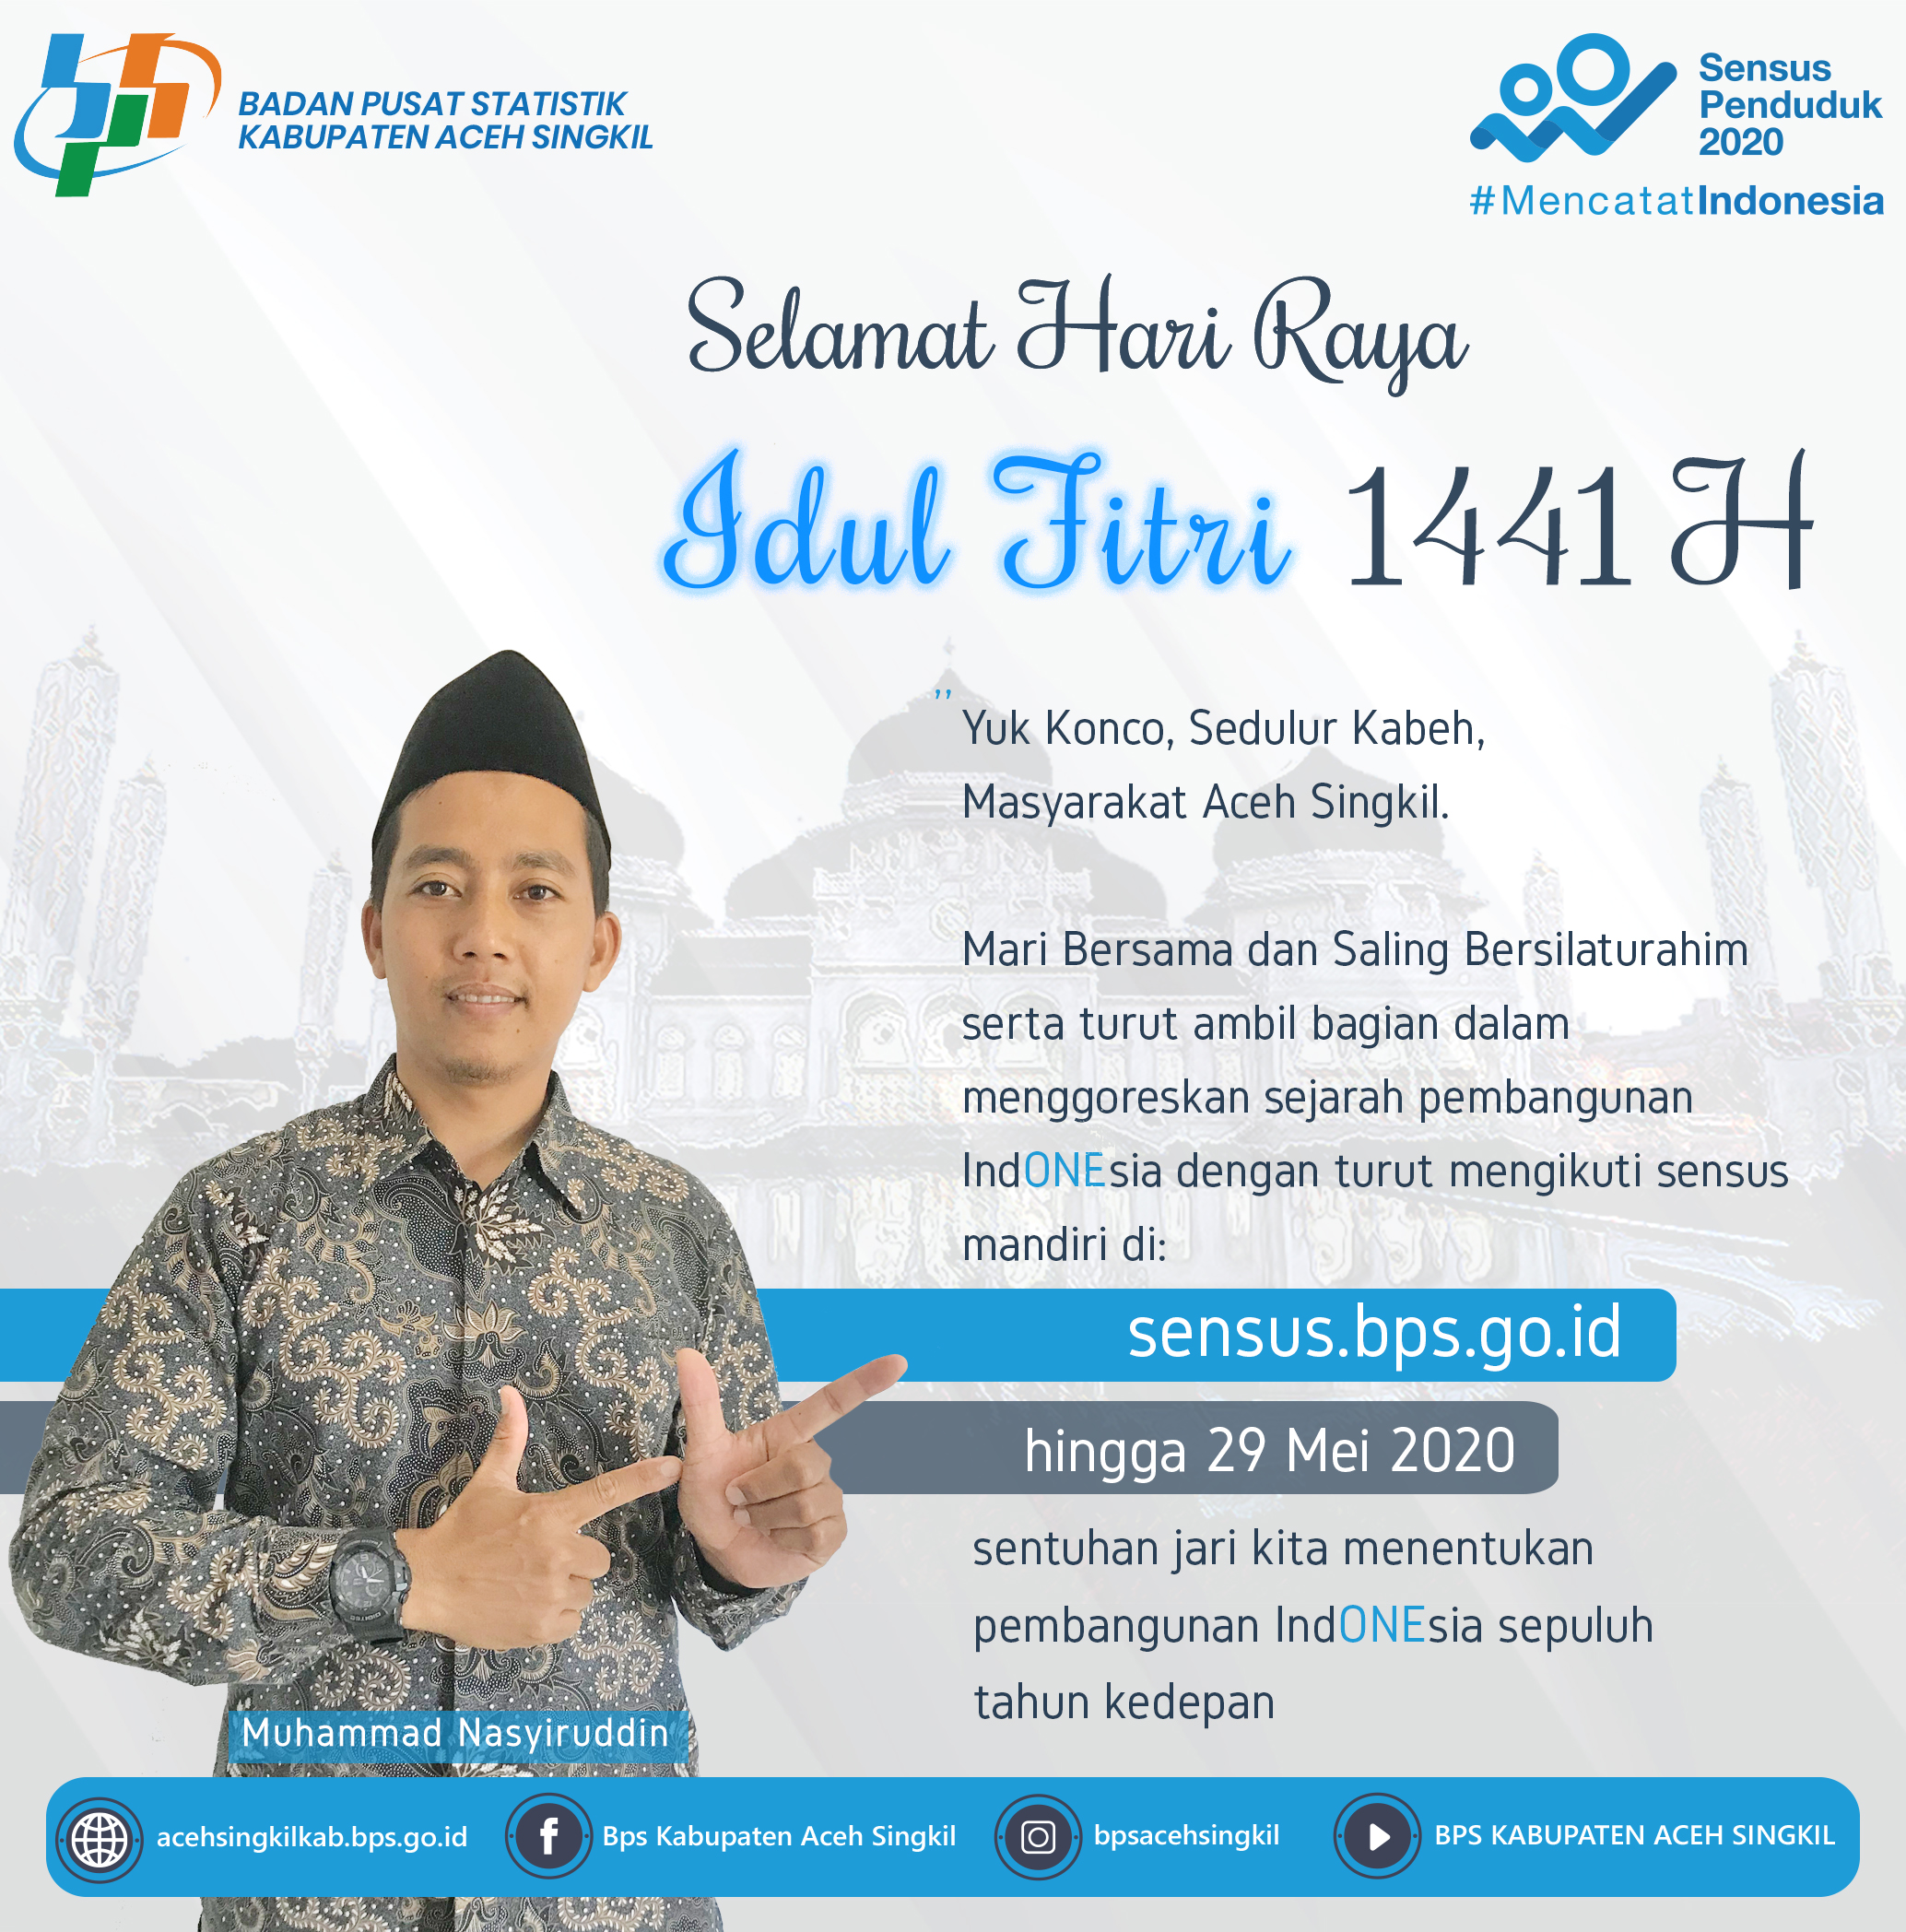 BADAN PUSAT STATISTIK
KABUPATEN ACEH SINGKIL
Sensus
Penduduk
2020
#MencatatIndonesia
Selamat Hari Raya
Idul Fitri 1441 H
,,
Yuk Konco, Sedulur Kabeh,
Masyarakat Aceh Singkil.
Mari Bersama dan Saling Bersilaturahim
serta turut ambil bagian dalam
menggoreskan sejarah pembangunan
IndONEsia dengan turut mengikuti sensus
mandiri di:
sensus.bps.go.id
hingga 29 Mei 2020
sentuhan jari kita menentukan
pembangunan IndONEsia sepuluh
tahun kedepan
Muhammad Nasyiruddin
acehsingkilkab.bps.go.id
Bps Kabupaten Aceh Singkil
bpsacehsingkil
BPS KABUPATEN ACEH SINGKIL